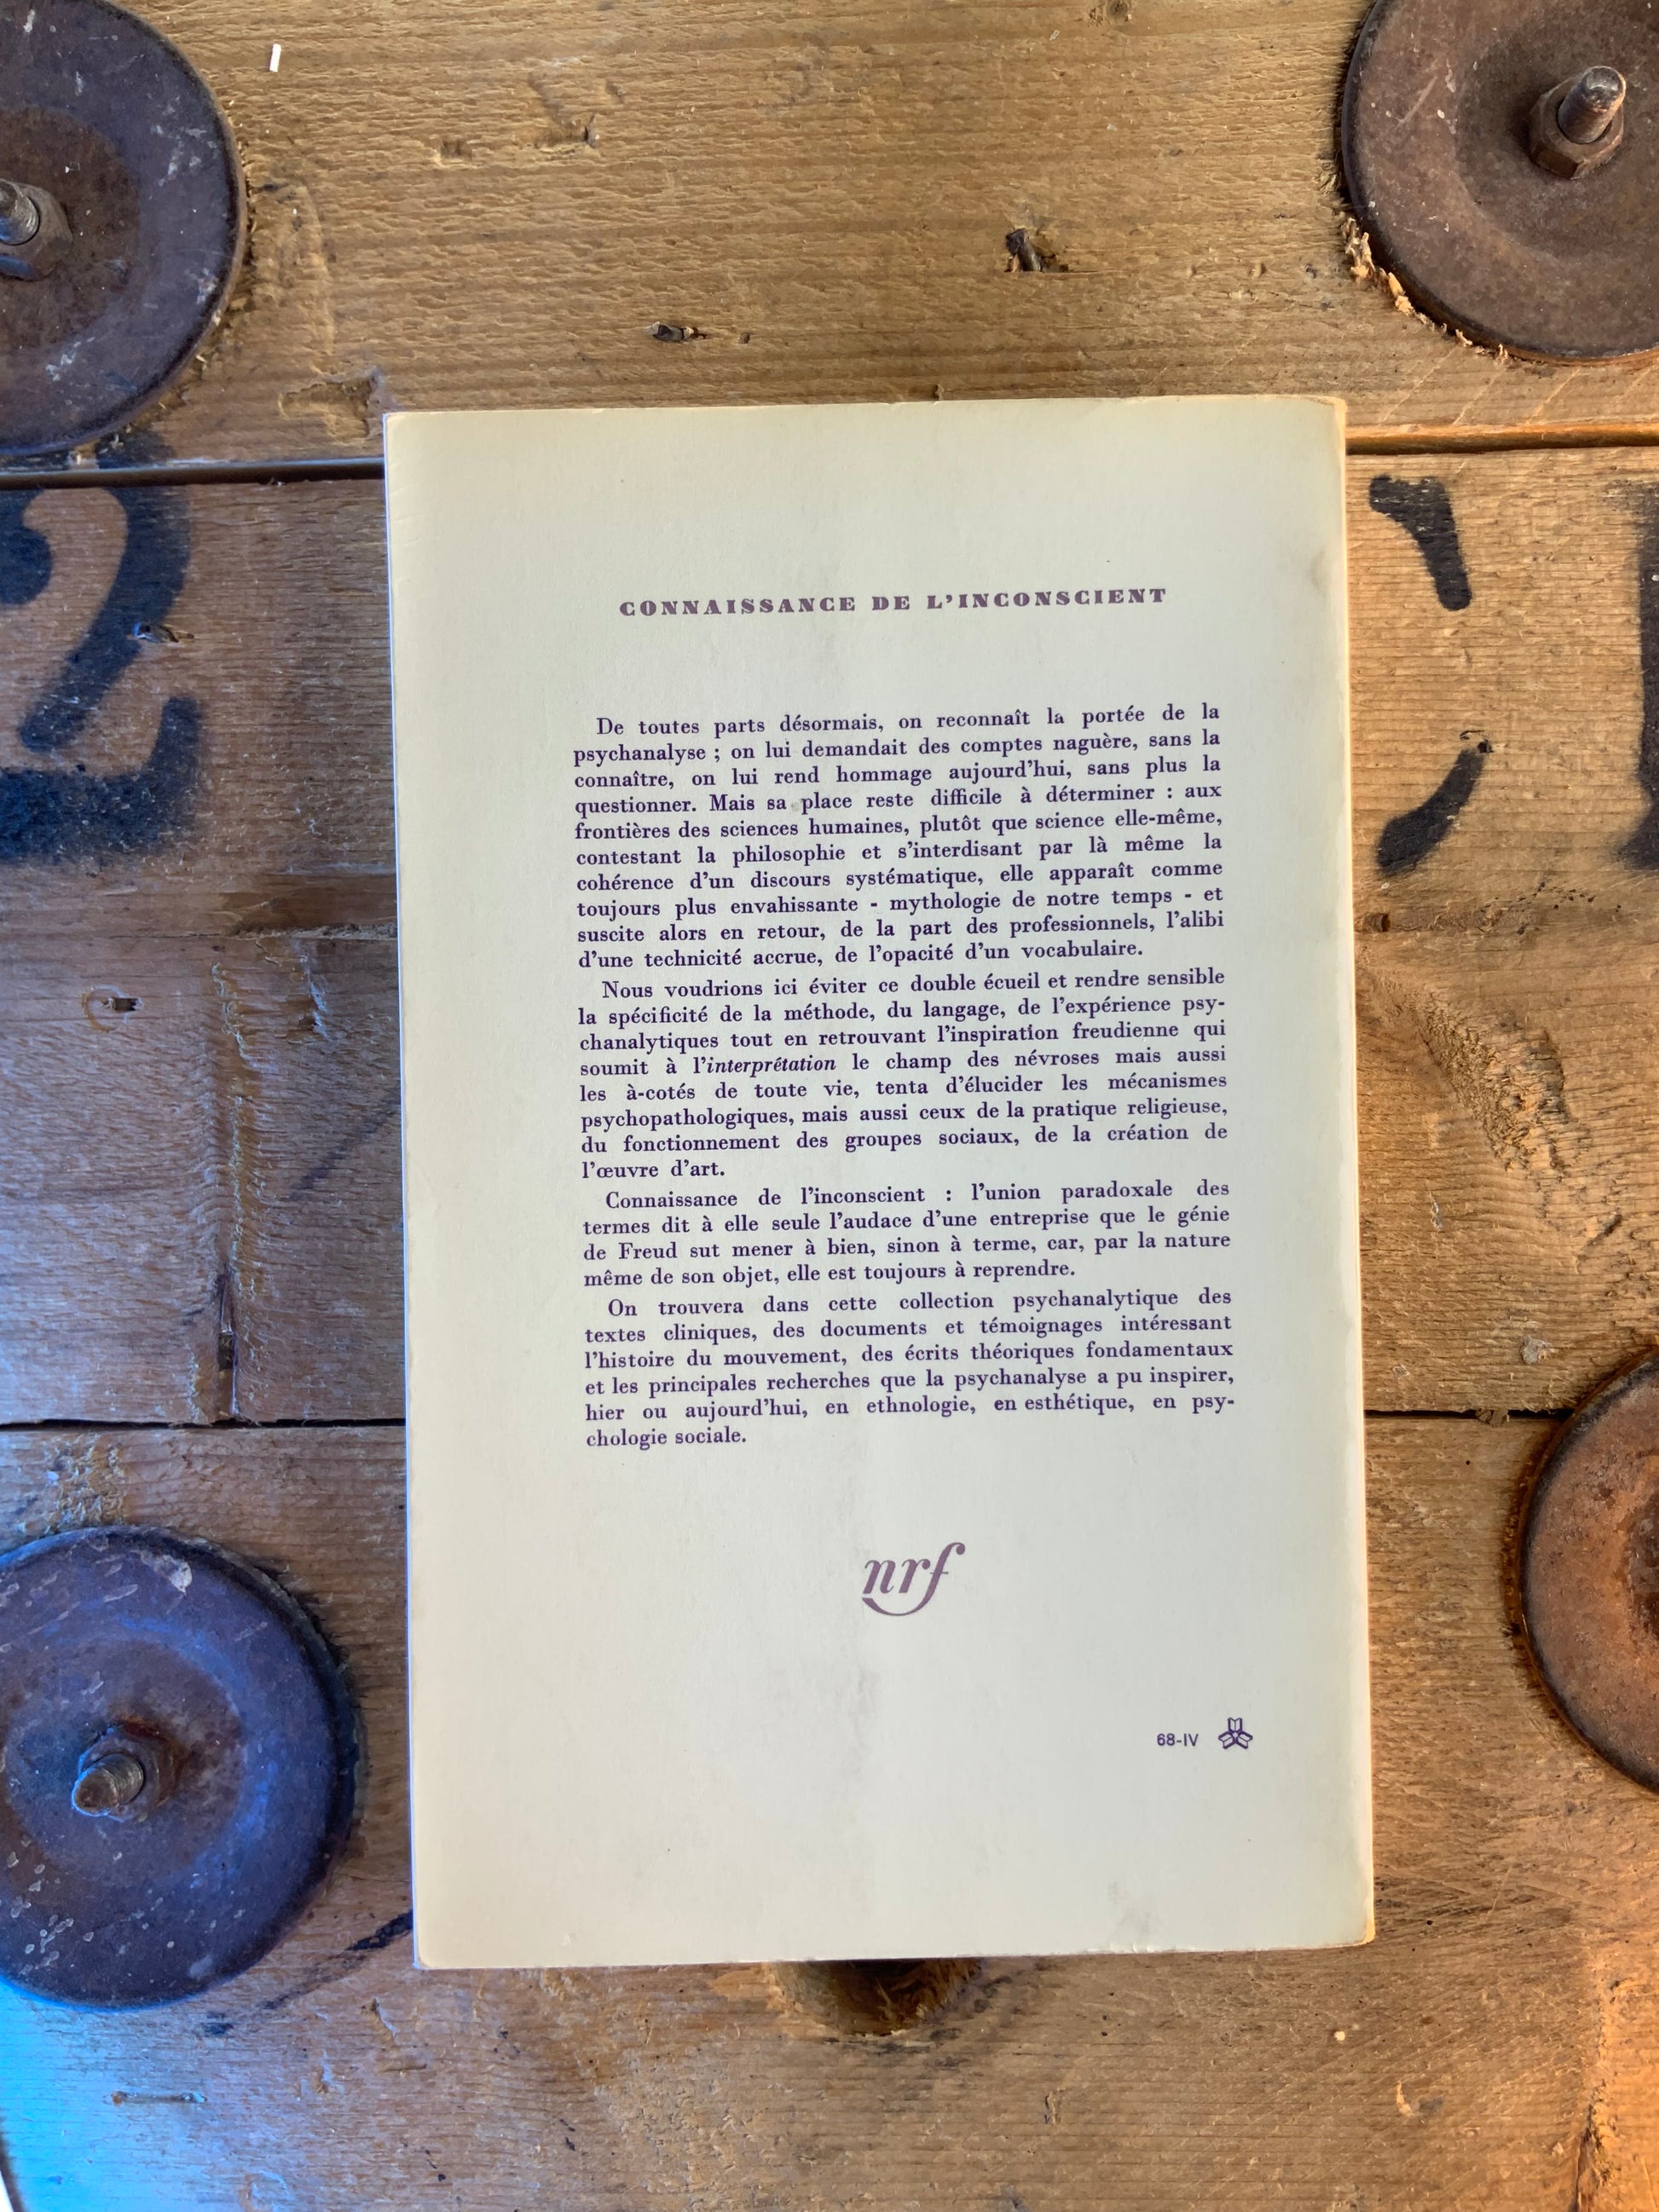 CONNAISSANCE DE L'INCONSCIENT
De toutes parts désormais, on reconnaît la portée de la
psychanalyse ; on lui demandait des comptes naguère, sans la
connaître, on lui rend hommage aujourd'hui, sans plus la
questionner. Mais sa place reste difficile à déterminer : aux
frontières des sciences humaines, plutôt que science elle-même,
contestant la philosophie et s'interdisant par là même la
cohérence d'un discours systématique, elle apparaît comme
toujours plus envahissante - mythologie de notre temps - et
suscite alors en retour, de la part des professionnels, l'alibi
d'une technicité accrue, de l'opacité d'un vocabulaire.
Nous voudrions ici éviter ce double écueil et rendre sensible
la spécificité de la méthode, du langage, de l'expérience psy-
chanalytiques tout en retrouvant l'inspiration freudienne qui
soumit à l'interprétation le champ des névroses mais aussi
les à-cotés de toute vie, tenta d'élucider les mécanismes
psychopathologiques, mais aussi ceux de la pratique religieuse,
du fonctionnement des groupes sociaux, de la création de
l'œuvre d'art.
Connaissance de l'inconscient : l'union paradoxale des
termes dit à elle seule l'audace d'une entreprise que le génie
de Freud sut mener à bien, sinon à terme, car, par la nature
même de son objet, elle est toujours à reprendre.
On trouvera dans cette collection psychanalytique des
textes cliniques, des documents et témoignages intéressant
l'histoire du mouvement, des écrits théoriques fondamentaux
et les principales recherches que la psychanalyse a pu inspirer,
hier ou aujourd'hui, en ethnologie, en esthétique, en psy-
chologie sociale.
nrf
68-IV
2